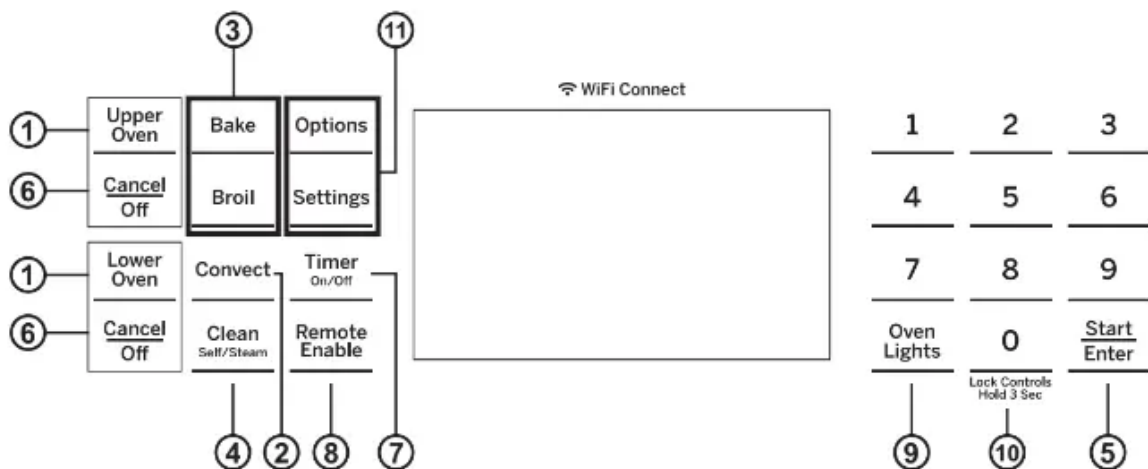 3 11
WiFi Connect
1 Upper Oven Bake Options 1 2 3
6 Cancel Off Broil Settings 4 5 6
1 Lower Oven Convect Timer On/Off 7 8 9
6 Cancel Off Clean Self/Steam Remote Enable Oven Lights 0 Start Enter
Lock Controls
Hold 3 Sec
4 2 8 7 9 10 5